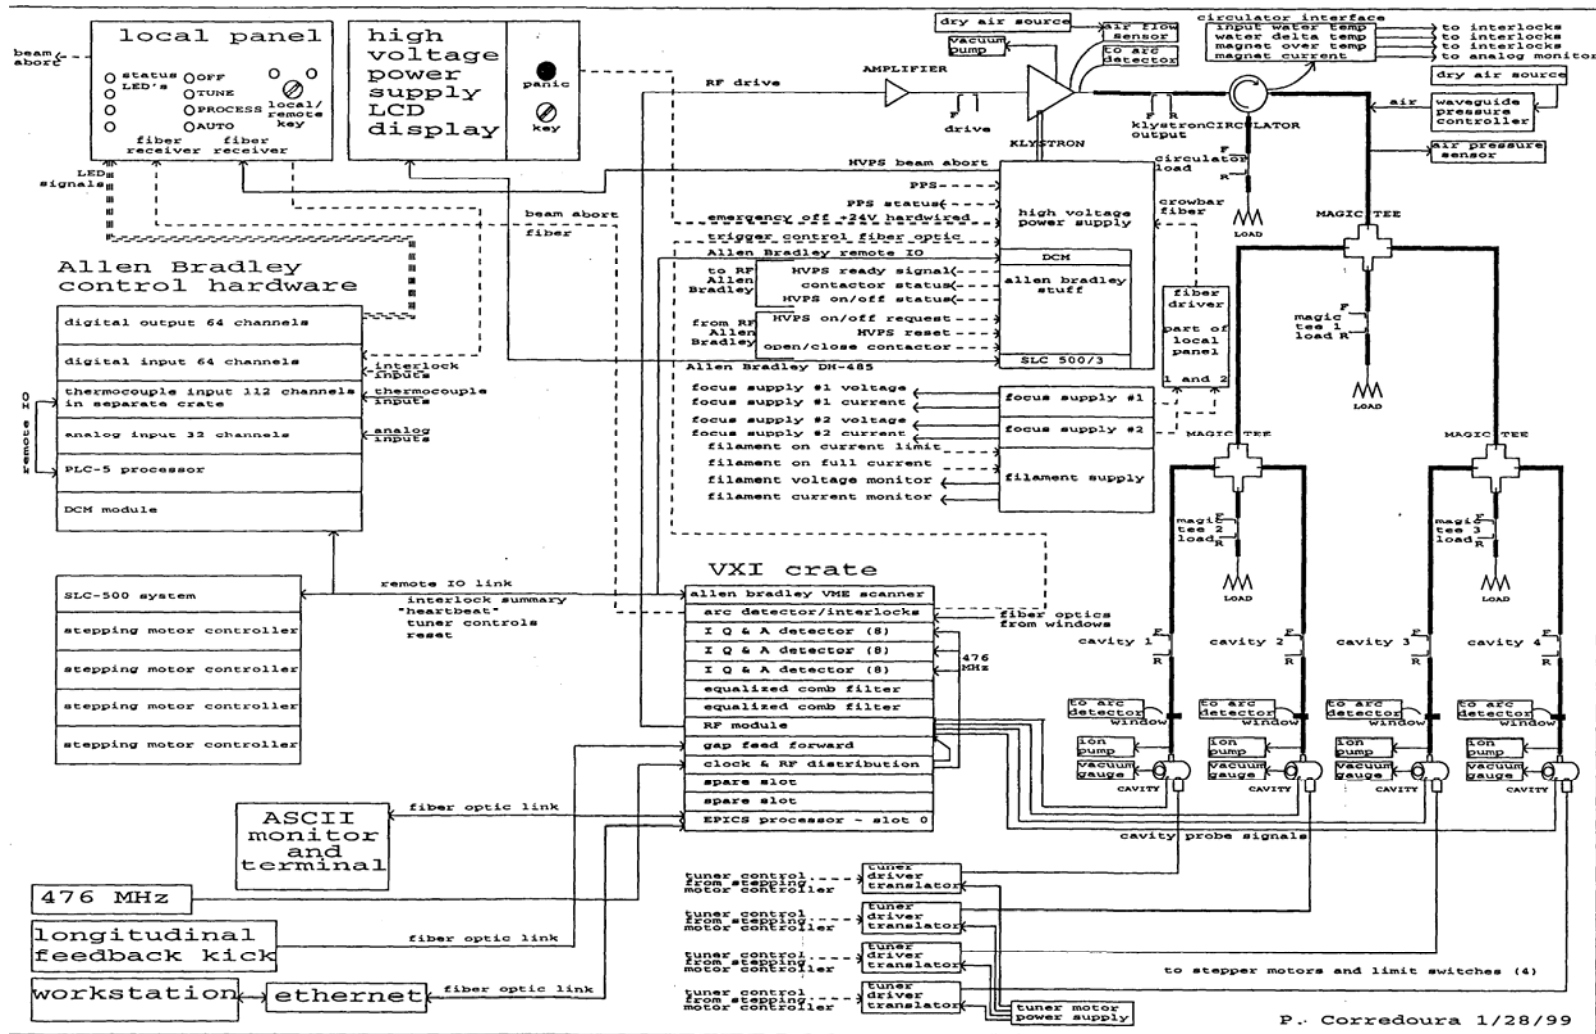 local panel
beam
abort
status
LED's
OFF
TUNE
PROCESS
AUTO
local/
remote
key
fiber
receiver
fiber
receiver
LED
signals
high
voltage
power
supply
LCD
display
panic
key
RF drive
AMPLIFIER
F
R
drive
KLYSTRON
dry air source
vacuum
pump
air flow
sensor
to arc
detector
circulator interface
input water temp
water delta temp
magnet over temp
magnet current
to interlocks
to interlocks
to interlocks
to analog monitor
dry air source
air
waveguide
pressure
controller
air pressure
sensor
F R
klystron
output
CIRCULATOR
circulator
load
F
R
LOAD
MAGIC TEE
HVPS beam abort
PPS
PPS status
emergency off +24V hardwired
trigger control fiber optic
Allen Bradley remote IO
to RF
Allen
Bradley
HVPS ready signal
contactor status
HVPS on/off status
from RF
Allen
Bradley
HVPS on/off request
HVPS reset
open/close contactor
Allen Bradley DH-485
high voltage
power supply
DCM
allen bradley
stuff
SLC 500/3
crowbar
fiber
fiber
driver
part of
local
panel
1 and 2
beam abort
fiber
Allen Bradley
control hardware
digital output 64 channels
digital input 64 channels
thermocouple input 112 channels
in separate crate
analog input 32 channels
PLC-5 processor
DCM module
interlock
inputs
thermocouple
inputs
analog
inputs
remote IO
focus supply #1 voltage
focus supply #1 current
focus supply #2 voltage
focus supply #2 current
filament on current limit
filament on full current
filament voltage monitor
filament current monitor
focus supply #1
focus supply #2
filament supply
magic
tee 1
load
F
R
LOAD
MAGIC TEE
MAGIC TEE
magic
tee 2
load
F
R
LOAD
magic
tee 3
load
F
R
LOAD
SLC-500 system
stepping motor controller
stepping motor controller
stepping motor controller
stepping motor controller
remote IO link
interlock summary
"heartbeat"
tuner controls
reset
VXI crate
allen bradley VME scanner
arc detector/interlocks
I Q & A detector (8)
I Q & A detector (8)
I Q & A detector (8)
equalized comb filter
equalized comb filter
RF module
gap feed forward
clock & RF distribution
spare slot
spare slot
EPICS processor - slot 0
fiber optics
from windows
476
MHz
cavity 1
F
R
cavity 2
F
R
cavity 3
F
R
cavity 4
F
R
to arc
detector
window
to arc
detector
window
to arc
detector
window
to arc
detector
window
ion
pump
vacuum
gauge
CAVITY
ion
pump
vacuum
gauge
CAVITY
ion
pump
vacuum
gauge
CAVITY
ion
pump
vacuum
gauge
CAVITY
cavity probe signals
ASCII
monitor
and
terminal
fiber optic link
476 MHz
longitudinal
feedback kick
fiber optic link
workstation
ethernet
fiber optic link
tuner control
from stepping
motor controller
tuner
driver
translator
tuner control
from stepping
motor controller
tuner
driver
translator
tuner control
from stepping
motor controller
tuner
driver
translator
tuner control
from stepping
motor controller
tuner
driver
translator
to stepper motors and limit switches (4)
tuner motor
power supply
P. Corredoura 1/28/99